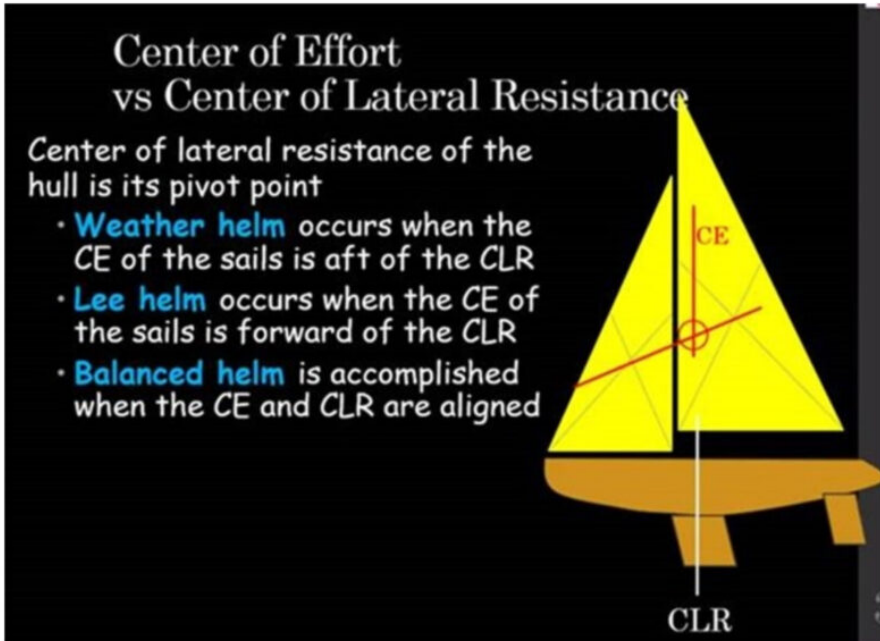 Center of Effort
vs Center of Lateral Resistance
Center of lateral resistance of the
hull is its pivot point
· Weather helm occurs when the
CE of the sails is aft of the CLR
· Lee helm occurs when the CE of
the sails is forward of the CLR
· Balanced helm is accomplished
when the CE and CLR are aligned
CE
CLR